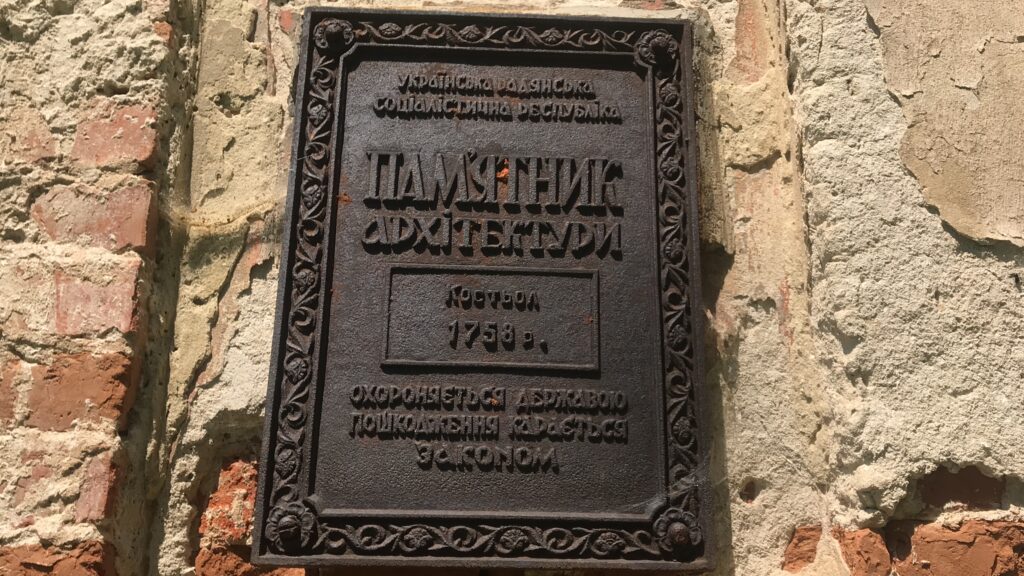 УКРАЇНСЬКА РАДЯНСЬКА
СОЦІАЛІСТИЧНА РЕСПУБЛІКА
ПАМ'ЯТНИК
АРХІТЕКТУРИ
Костьол
1758 р.
ОХОРОНЯЄТЬСЯ ДЕРЖАВОЮ
ПОШКОДЖЕННЯ КАРАЄТЬСЯ
ЗАКОНОМ